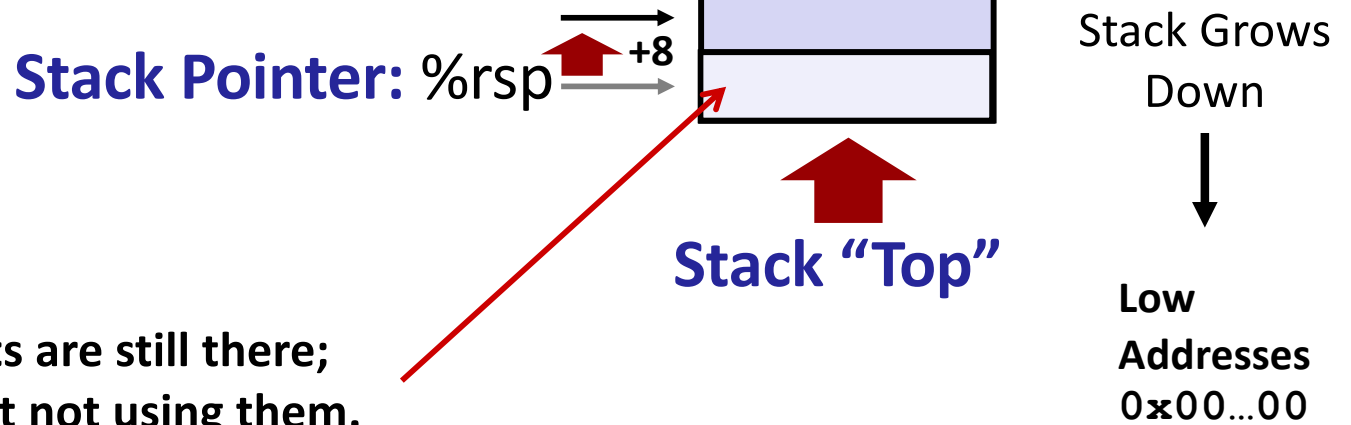 Stack Grows
Down
+8
Stack Pointer: %rsp
Stack “Top”
Low
Addresses
0x00…00
are still there;
not using them.